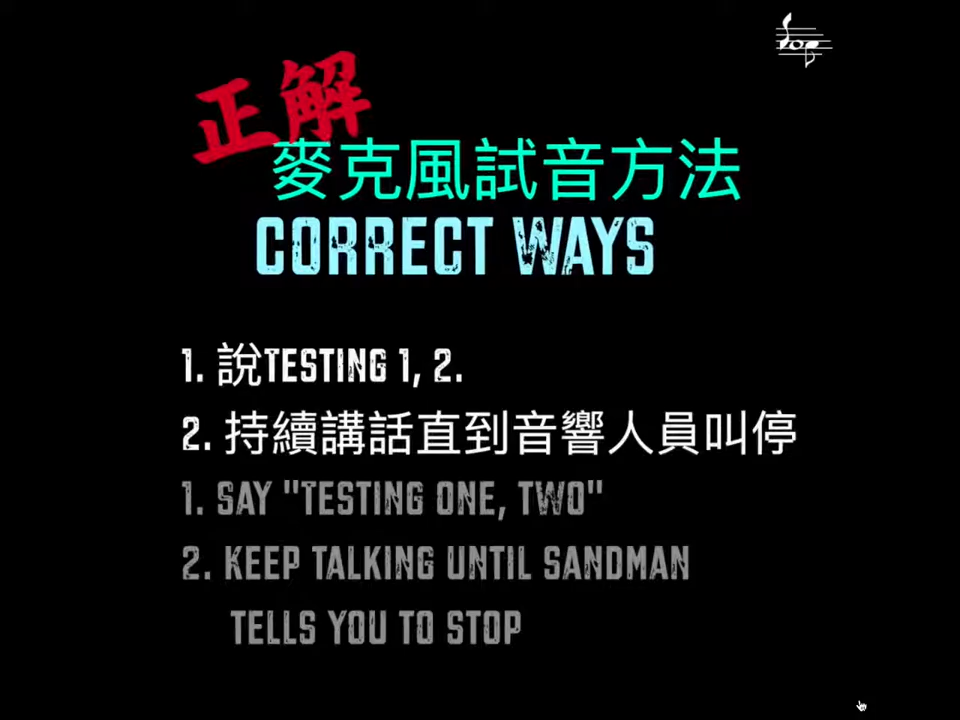 正解
麥克風試音方法
CORRECT WAYS
1. 說TESTING 1, 2.
2. 持續講話直到音響人員叫停
1. SAY "TESTING ONE, TWO"
2. KEEP TALKING UNTIL SANDMAN
TELLS YOU TO STOP